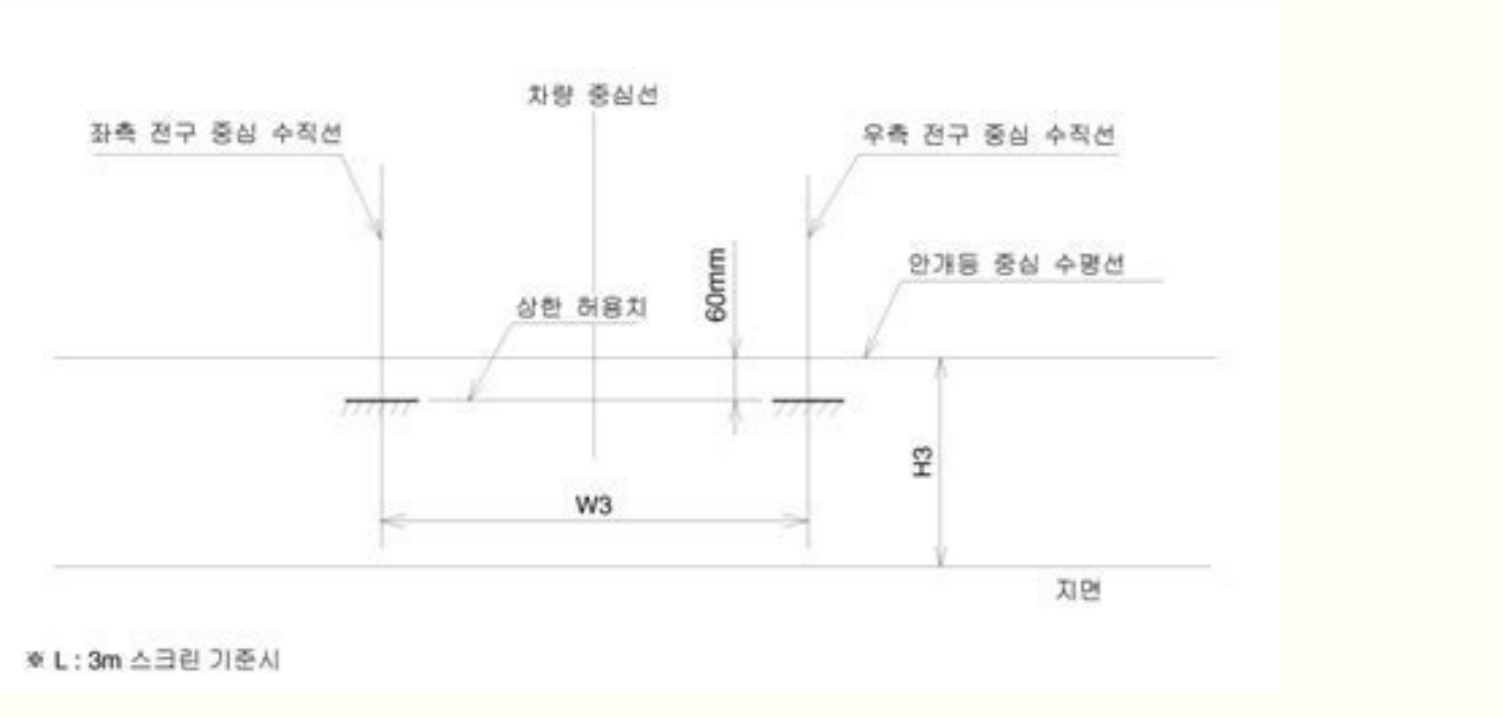 차량 중심선
좌측 전구 중심 수직선
우측 전구 중심 수직선
안개등 중심 수평선
60mm
상한 허용치
H3
W3
지면
※ L : 3m 스크린 기준시